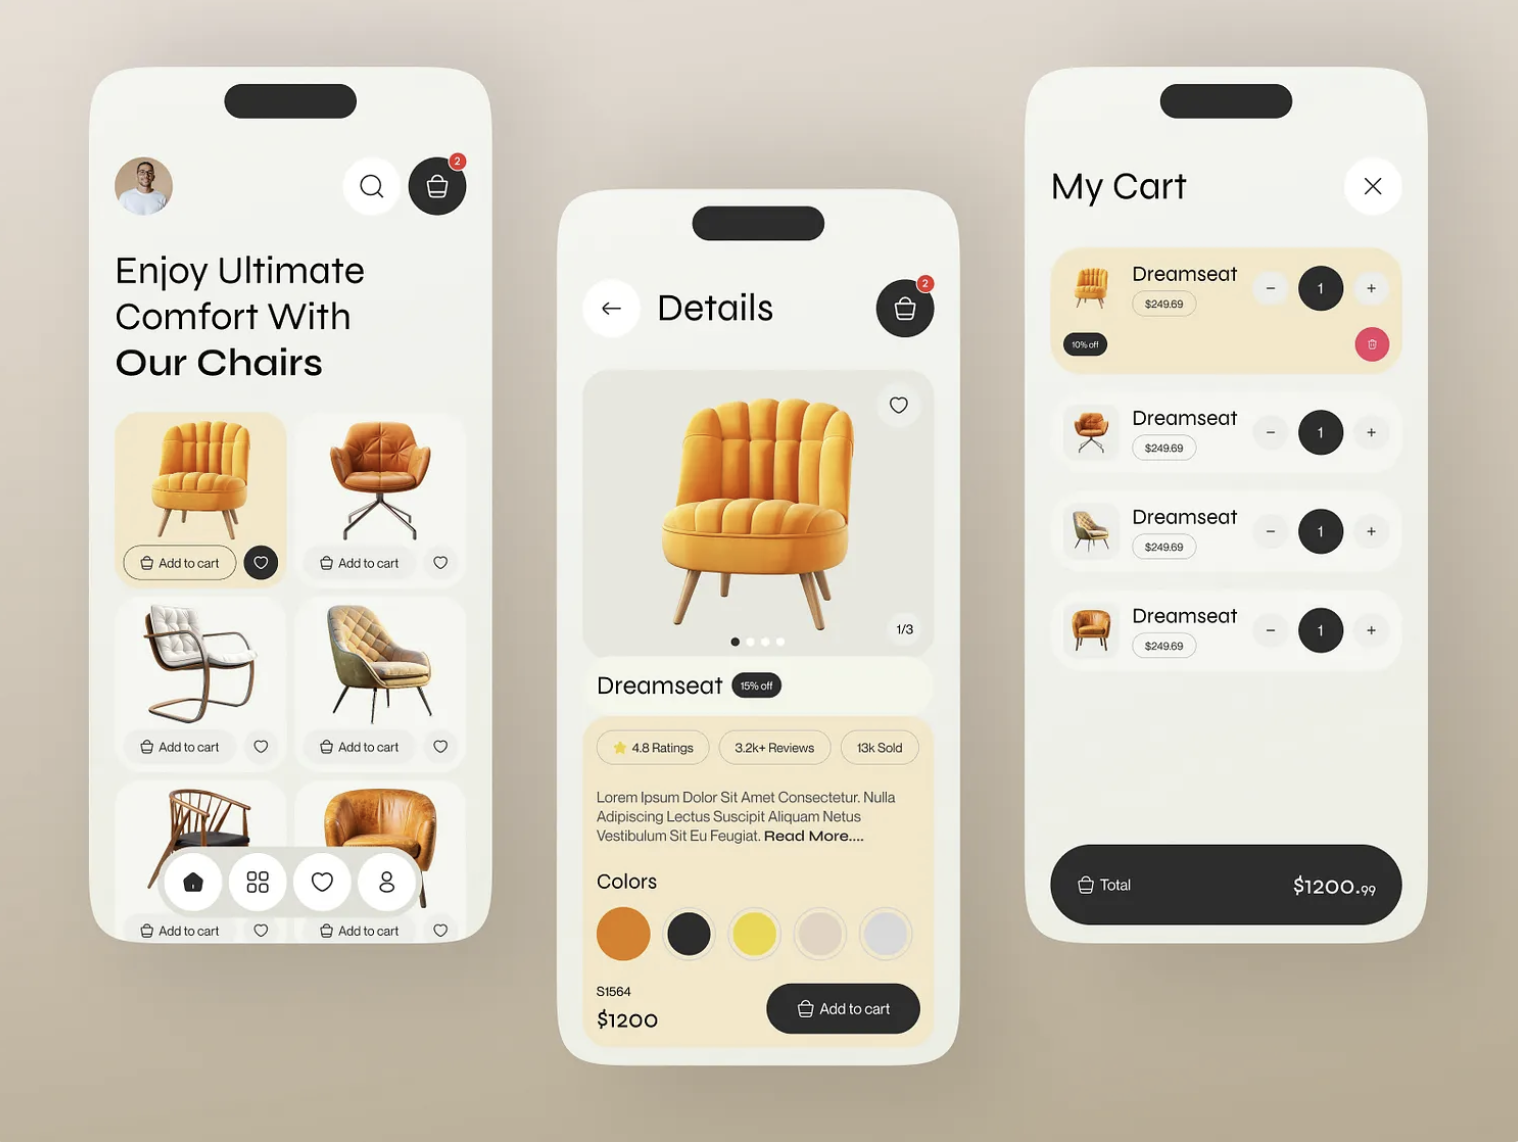 2
Enjoy Ultimate
Comfort With
Our Chairs
Add to cart
Add to cart
Add to cart
Add to cart
Add to cart
Add to cart
Details
2
1/3
Dreamseat 15% off
4.8 Ratings
3.2k+ Reviews
13k Sold
Lorem Ipsum Dolor Sit Amet Consectetur. Nulla
Adipiscing Lectus Suscipit Aliquam Netus
Vestibulum Sit Eu Feugiat. Read More....
Colors
S1564
$1200
Add to cart
My Cart
Dreamseat
$249.69
1
10% off
Dreamseat
$249.69
1
Dreamseat
$249.69
1
Dreamseat
$249.69
1
Total
$1200.99